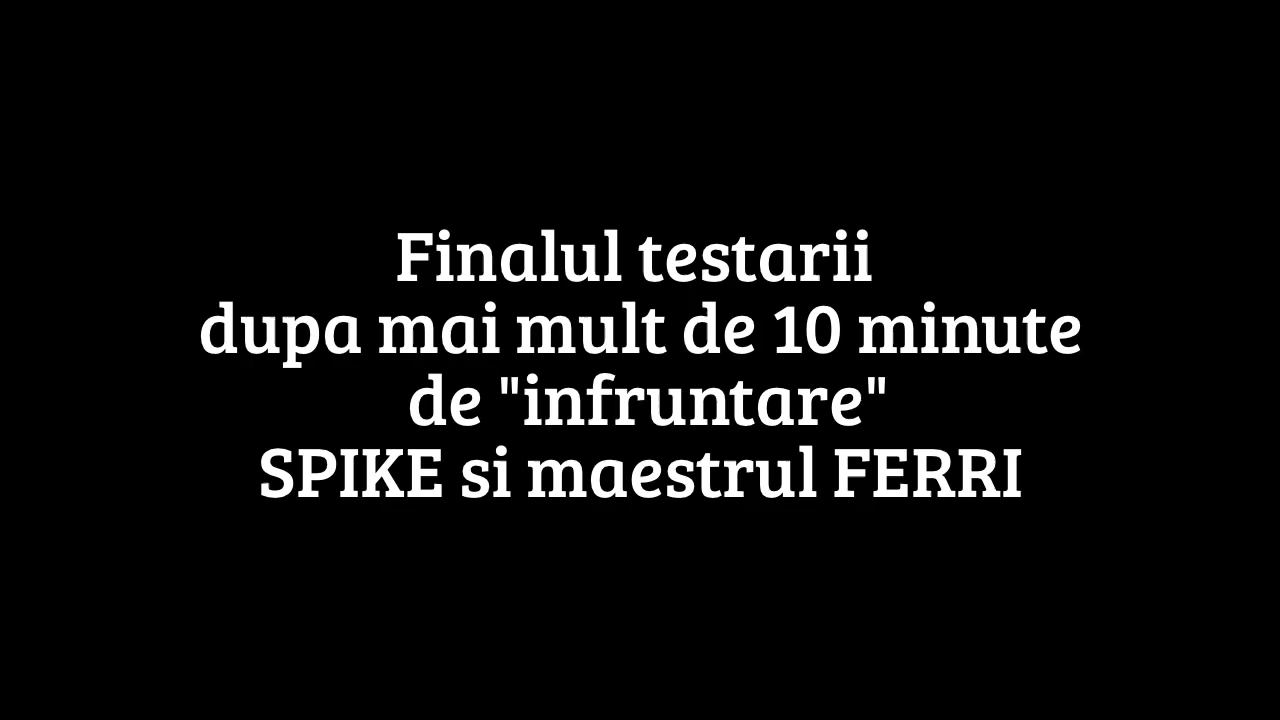 Finalul testarii
dupa mai mult de 10 minute
de "infruntare"
SPIKE si maestrul FERRI